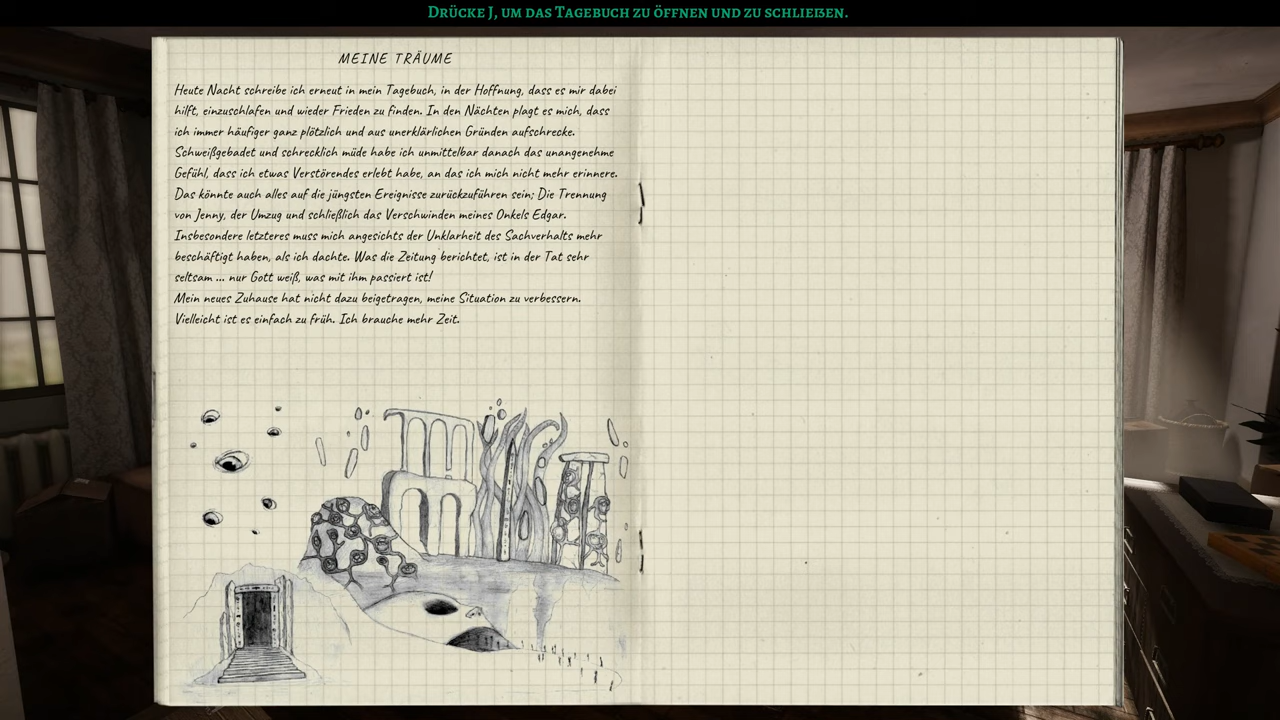 Drücke J, um das Tagebuch zu öffnen und zu schließen.
MEINE TRÄUME
Heute Nacht schreibe ich erneut in mein Tagebuch, in der Hoffnung, dass es mir dabei
hilft, einzuschlafen und wieder Frieden zu finden. In den Nächten plagt es mich, dass
ich immer häufiger ganz plötzlich und aus unerklärlichen Gründen aufschrecke.
Schweißgebadet und schrecklich müde habe ich unmittelbar danach das unangenehme
Gefühl, dass ich etwas Verstörendes erlebt habe, an das ich mich nicht mehr erinnere.
Das könnte auch alles auf die jüngsten Ereignisse zurückzuführen sein; Die Trennung
von Jenny, der Umzug und schließlich das Verschwinden meines Onkels Edgar.
Insbesondere letzteres muss mich angesichts der Unklarheit des Sachverhalts mehr
beschäftigt haben, als ich dachte. Was die Zeitung berichtet, ist in der Tat sehr
seltsam ... nur Gott weiß, was mit ihm passiert ist!
Mein neues Zuhause hat nicht dazu beigetragen, meine Situation zu verbessern.
Vielleicht ist es einfach zu früh. Ich brauche mehr Zeit.